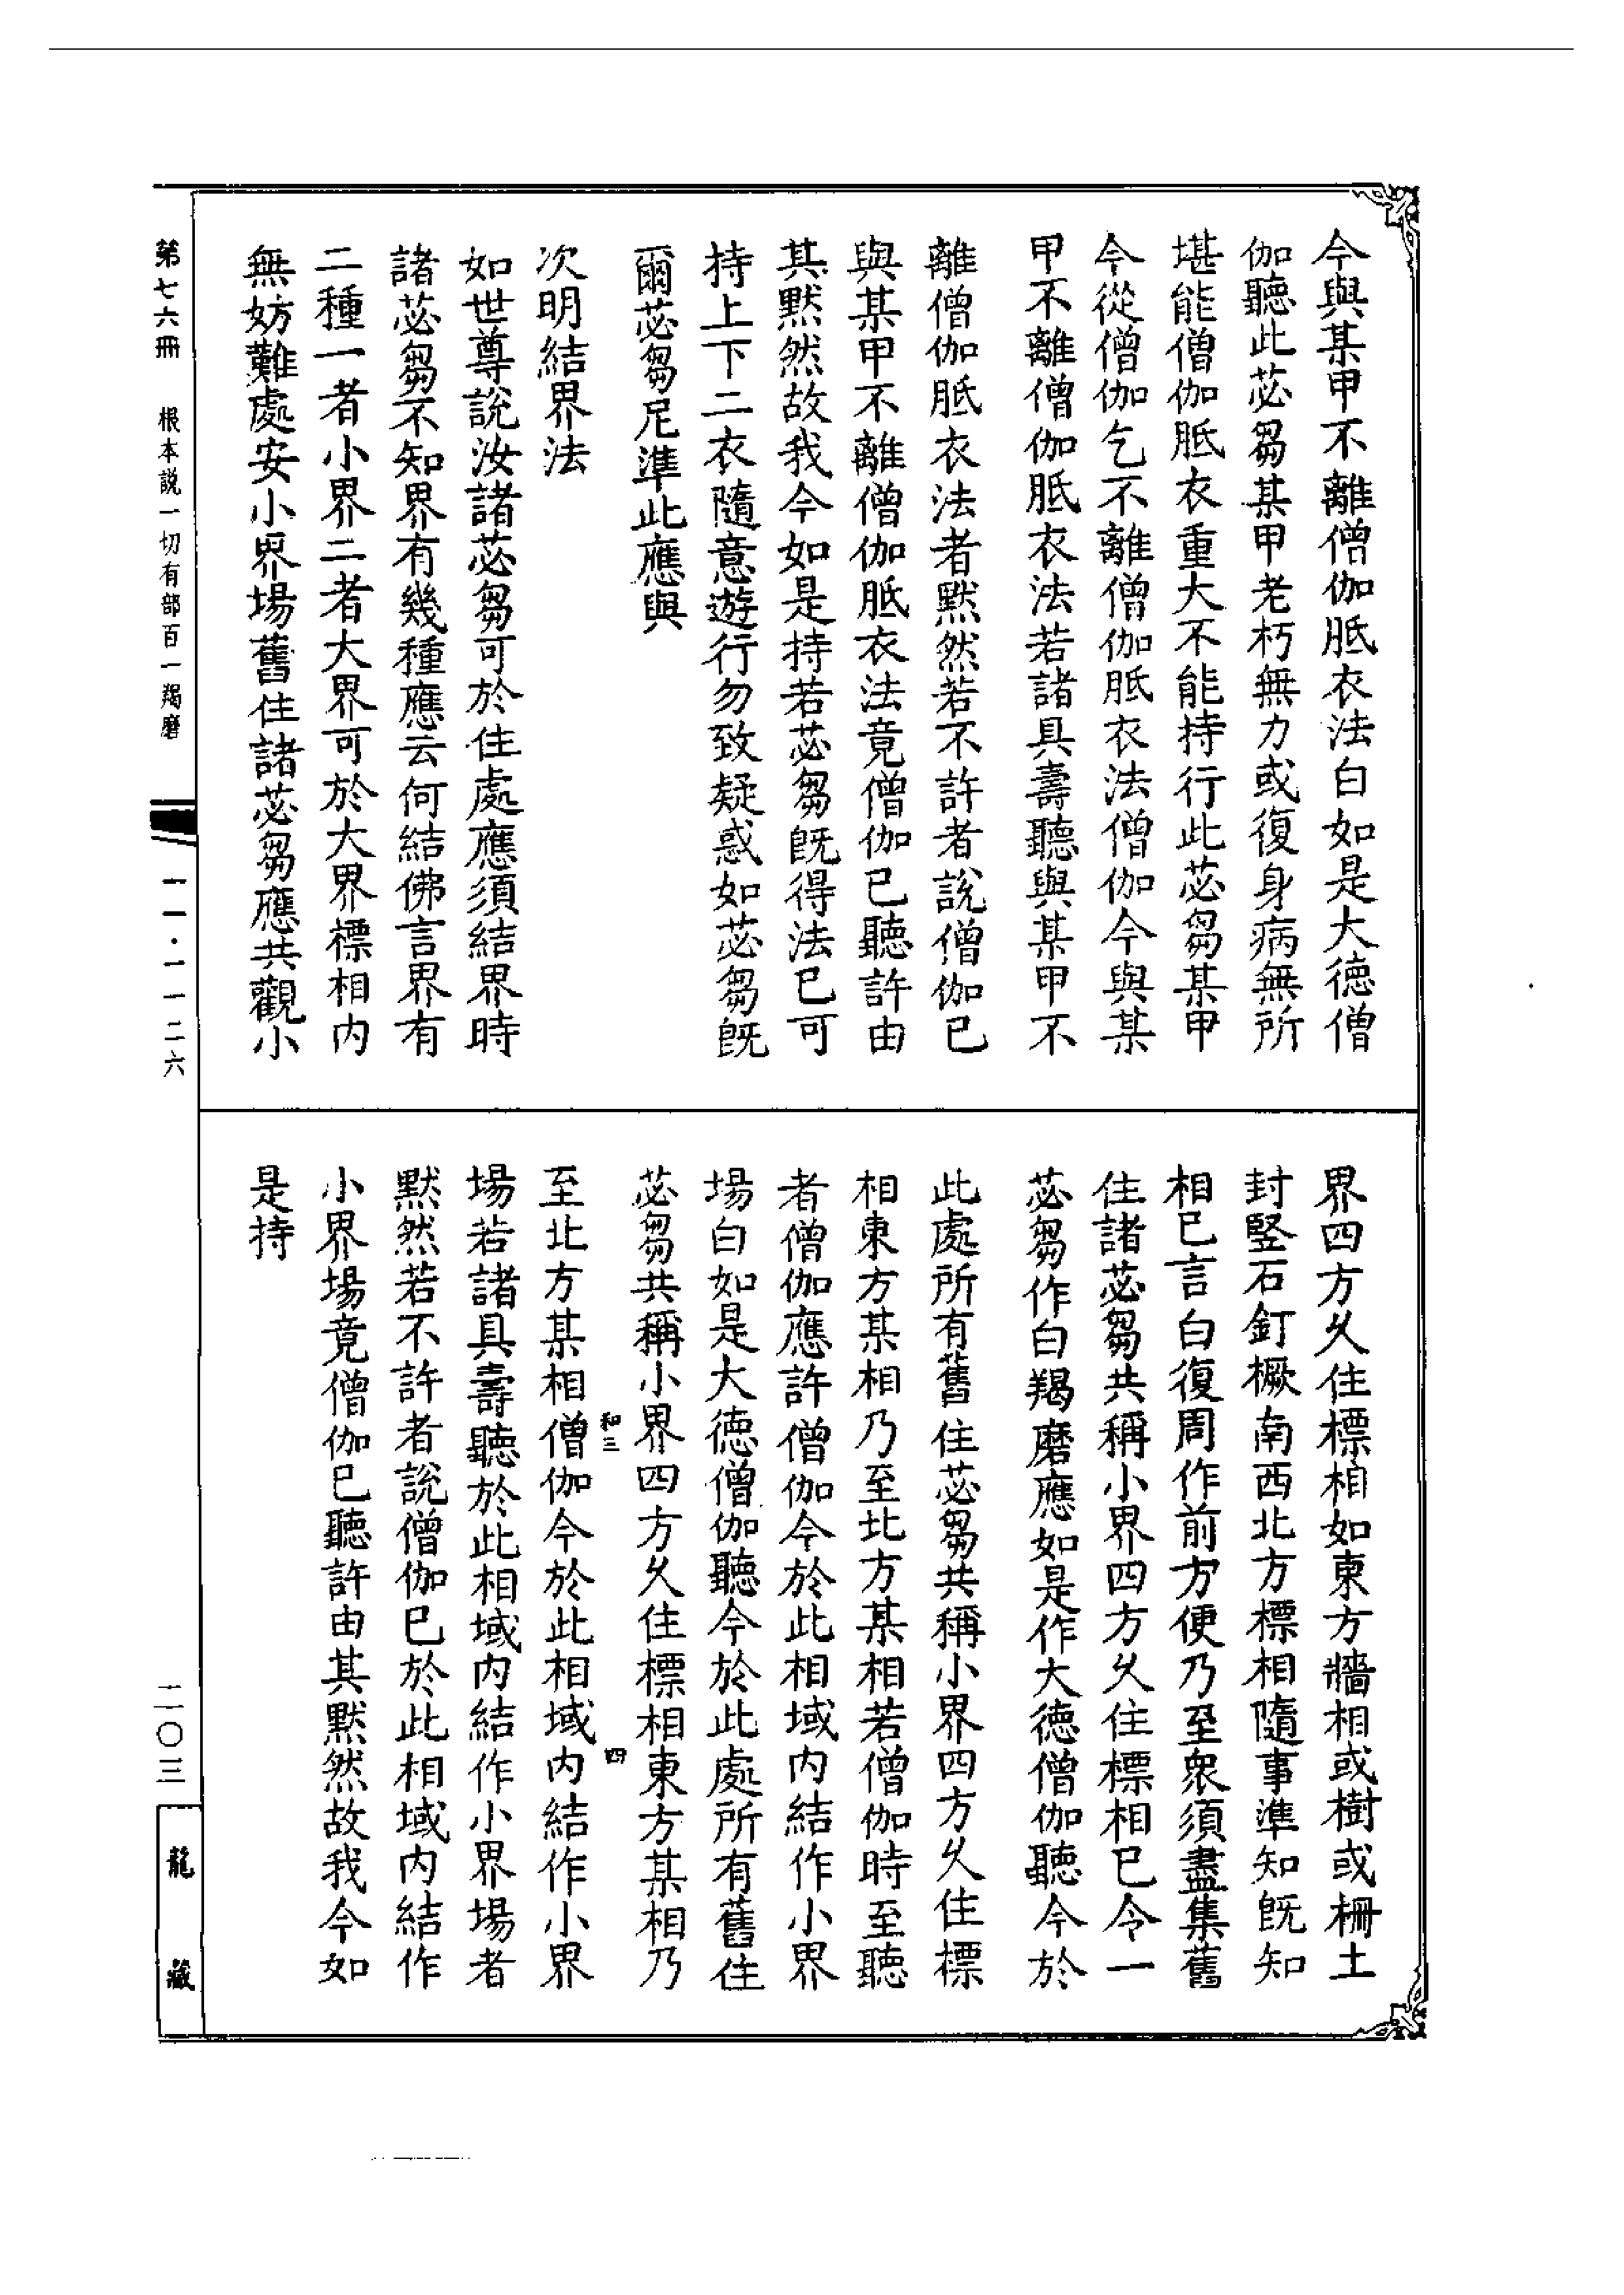 今與某甲不離僧伽胝衣法白如是大德僧
伽聽此苾芻某甲老朽無力或復身病無所
堪能僧伽胝衣重大不能持行此苾芻某甲
今從僧伽乞不離僧伽胝衣法僧伽今與某
甲不離僧伽胝衣法若諸具壽聽與某甲不
離僧伽胝衣法者默然若不許者說僧伽已
與某甲不離僧伽胝衣法竟僧伽已聽許由
其默然故我今如是持若苾芻旣得法已可
持上下二衣隨意遊行勿致疑惑如苾芻旣
爾苾芻尼準此應與
次明結界法
如世尊說汝諸苾芻可於住處應須結界時
諸苾芻不知界有幾種應云何結佛言界有
二種一者小界二者大界可於大界標相內
無妨難處安小界場舊住諸苾芻應共觀小
界四方久住標相如東方牆相或樹或柵土
封豎石釘橛南西北方標相隨事準知旣知
相已言白復周作前方便乃至眾須盡集舊
住諸苾芻共稱小界四方久住標相已令一
苾芻作白羯磨應如是作大德僧伽聽今於
此處所有舊住苾芻共稱小界四方久住標
相東方某相乃至北方某相若僧伽時至聽
者僧伽應許僧伽今於此相域內結作小界
場白如是大德僧伽聽今於此處所有舊住
苾芻共稱小界四方久住標相東方某相乃
和三
四
至北方某相僧伽今於此相域內結作小界
場若諸具壽聽於此相域內結作小界場者
默然若不許者說僧伽已於此相域內結作
小界場竟僧伽已聽許由其默然故我今如
是持
第七六冊 根本說一切有部百一羯磨 一一·一一二六
二〇三
龍藏